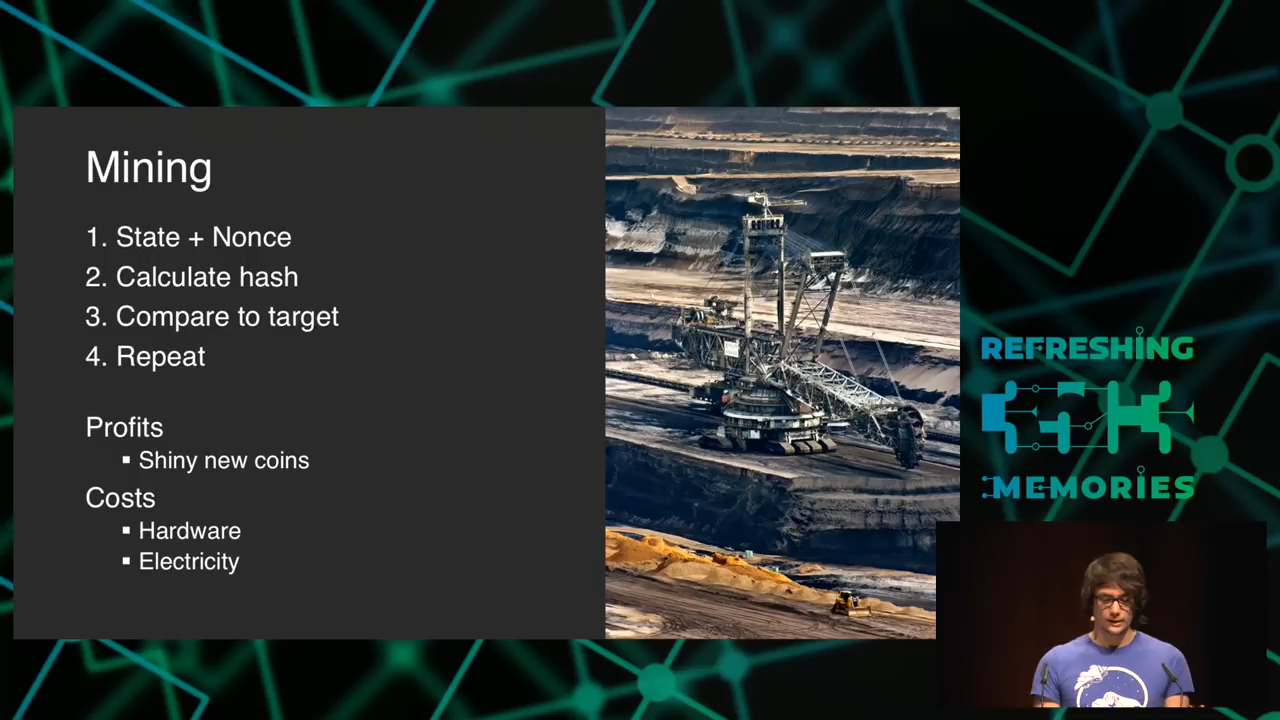 Mining
1. State + Nonce
2. Calculate hash
3. Compare to target
4. Repeat
Profits
▪ Shiny new coins
Costs
▪ Hardware
▪ Electricity
REFRESHING
35C3
MEMORIES